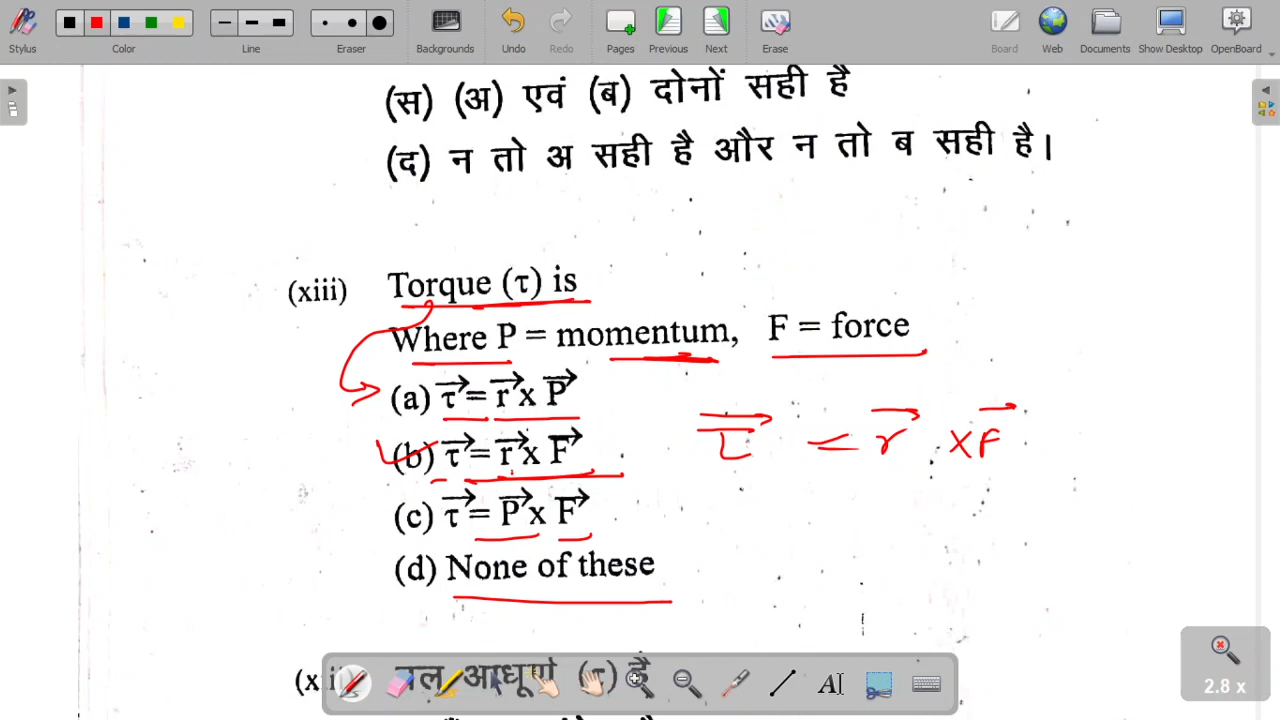 Stylus Color Line Eraser Backgrounds Undo Redo Pages Previous Next Erase Board Web Documents Show Desktop OpenBoard
(स) (अ) एवं (ब) दोनों सही है
(द) न तो अ सही है और न तो ब सही है।
(xiii) Torque (τ) is
Where P = momentum, F = force
(a) τ⃗ = r⃗ x P⃗
(b) τ⃗ = r⃗ x F⃗
τ⃗ = r⃗ x F⃗
(c) τ⃗ = P⃗ x F⃗
(d) None of these
(τ) है
2.8 x